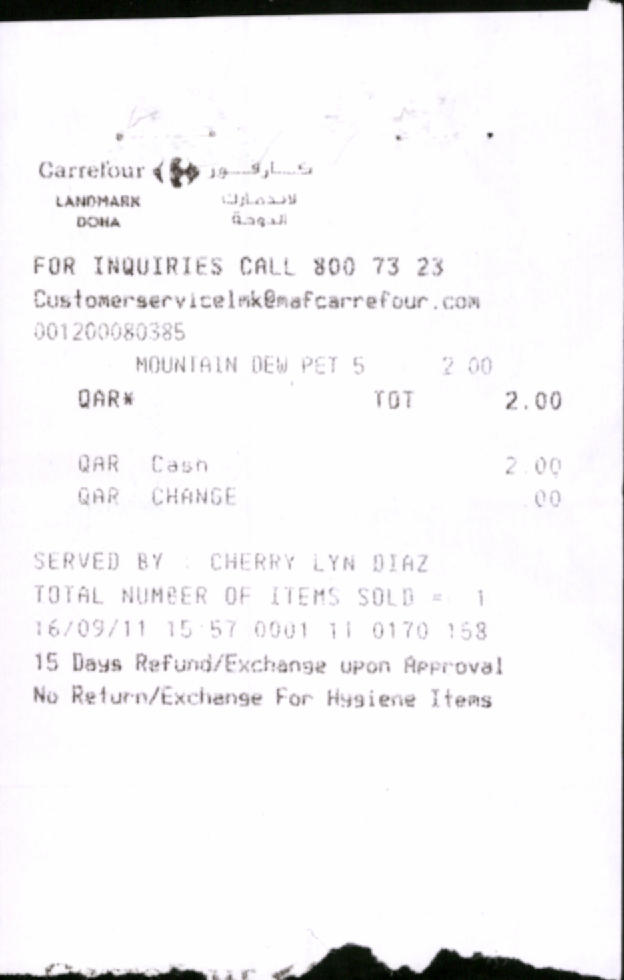 Carrefour كارفور
LANDMARK لاندمارك
DOHA الدوحة
FOR INQUIRIES CALL 800 73 23
Customerservicelmk@mafcarrefour.com
001200080385
MOUNTAIN DEW PET 5 2.00
QAR* TOT 2.00
QAR Cash 2.00
QAR CHANGE .00
SERVED BY : CHERRY LYN DIAZ
TOTAL NUMBER OF ITEMS SOLD = 1
16/09/11 15:57 0001 11 0170 158
15 Days Refund/Exchange upon Approval
No Return/Exchange For Hygiene Items